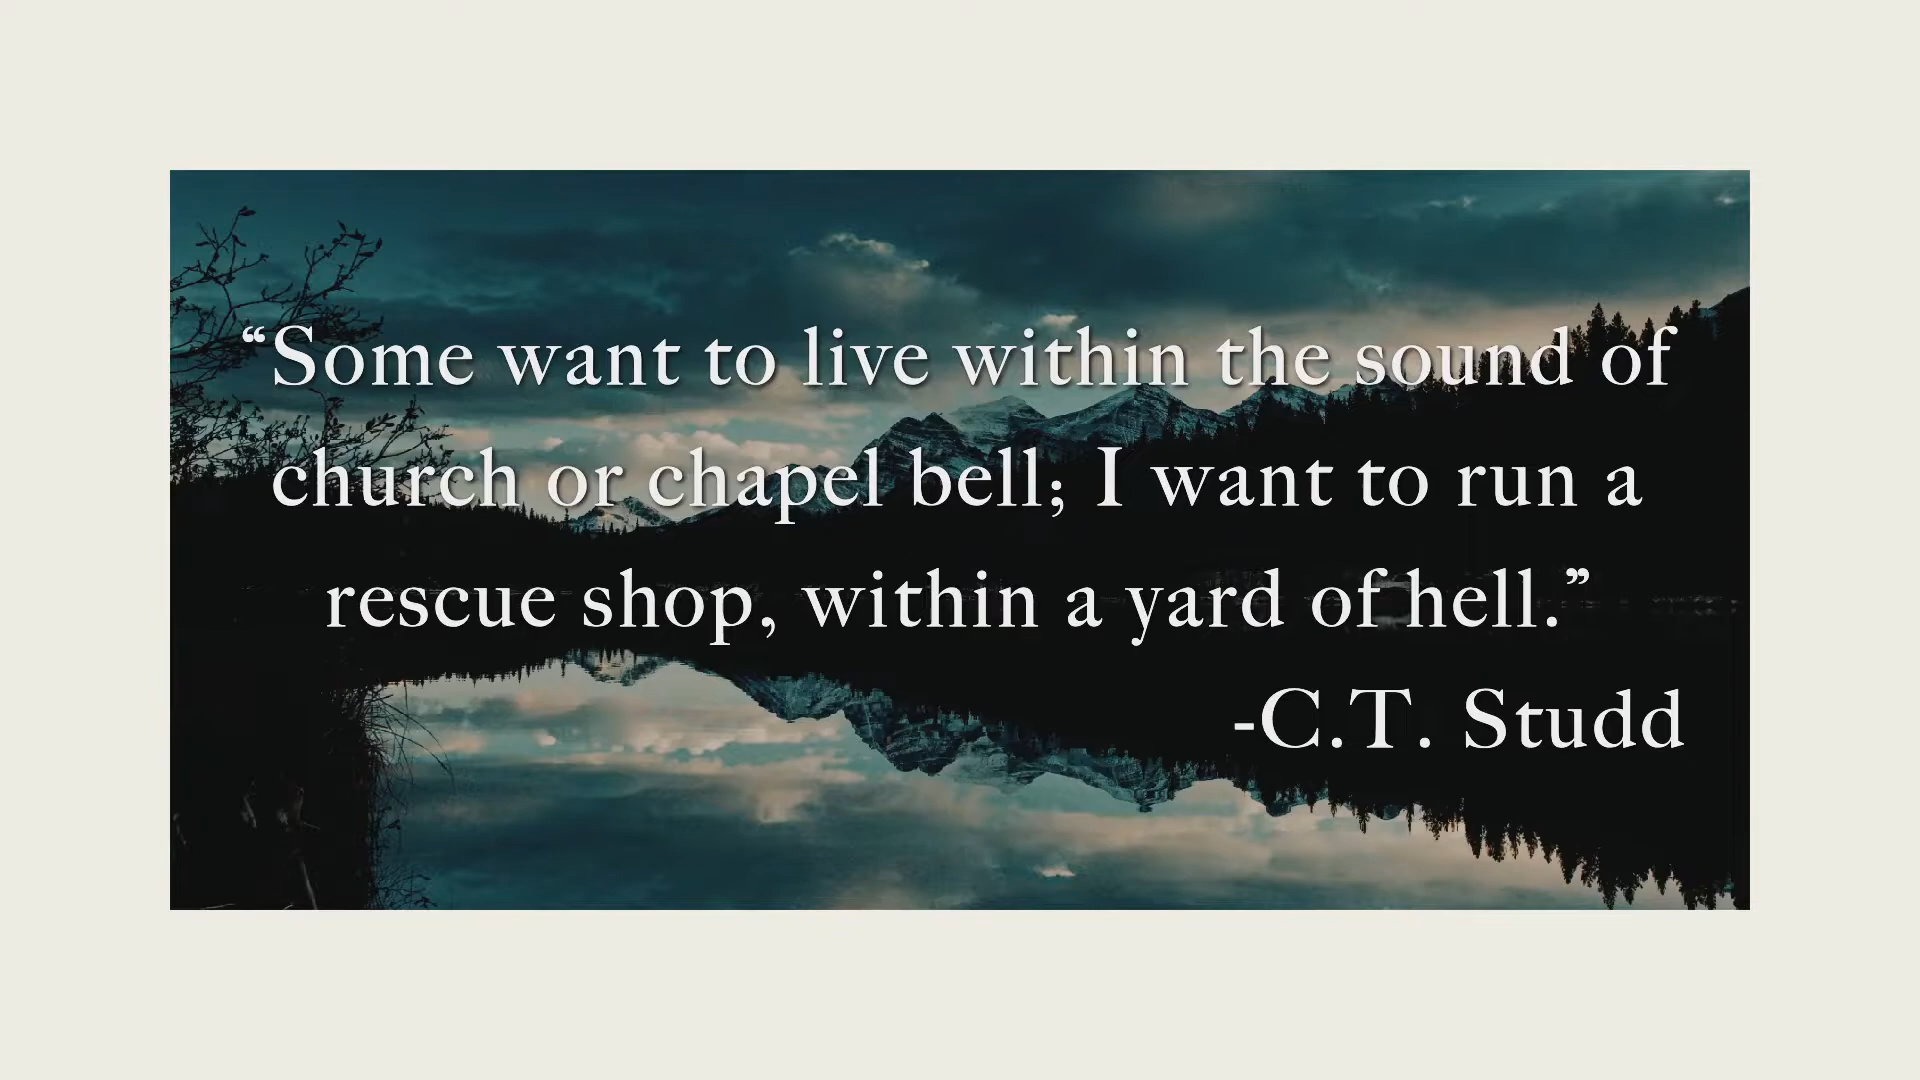 “Some want to live within the sound of
church or chapel bell; I want to run a
rescue shop, within a yard of hell.”
-C.T. Studd